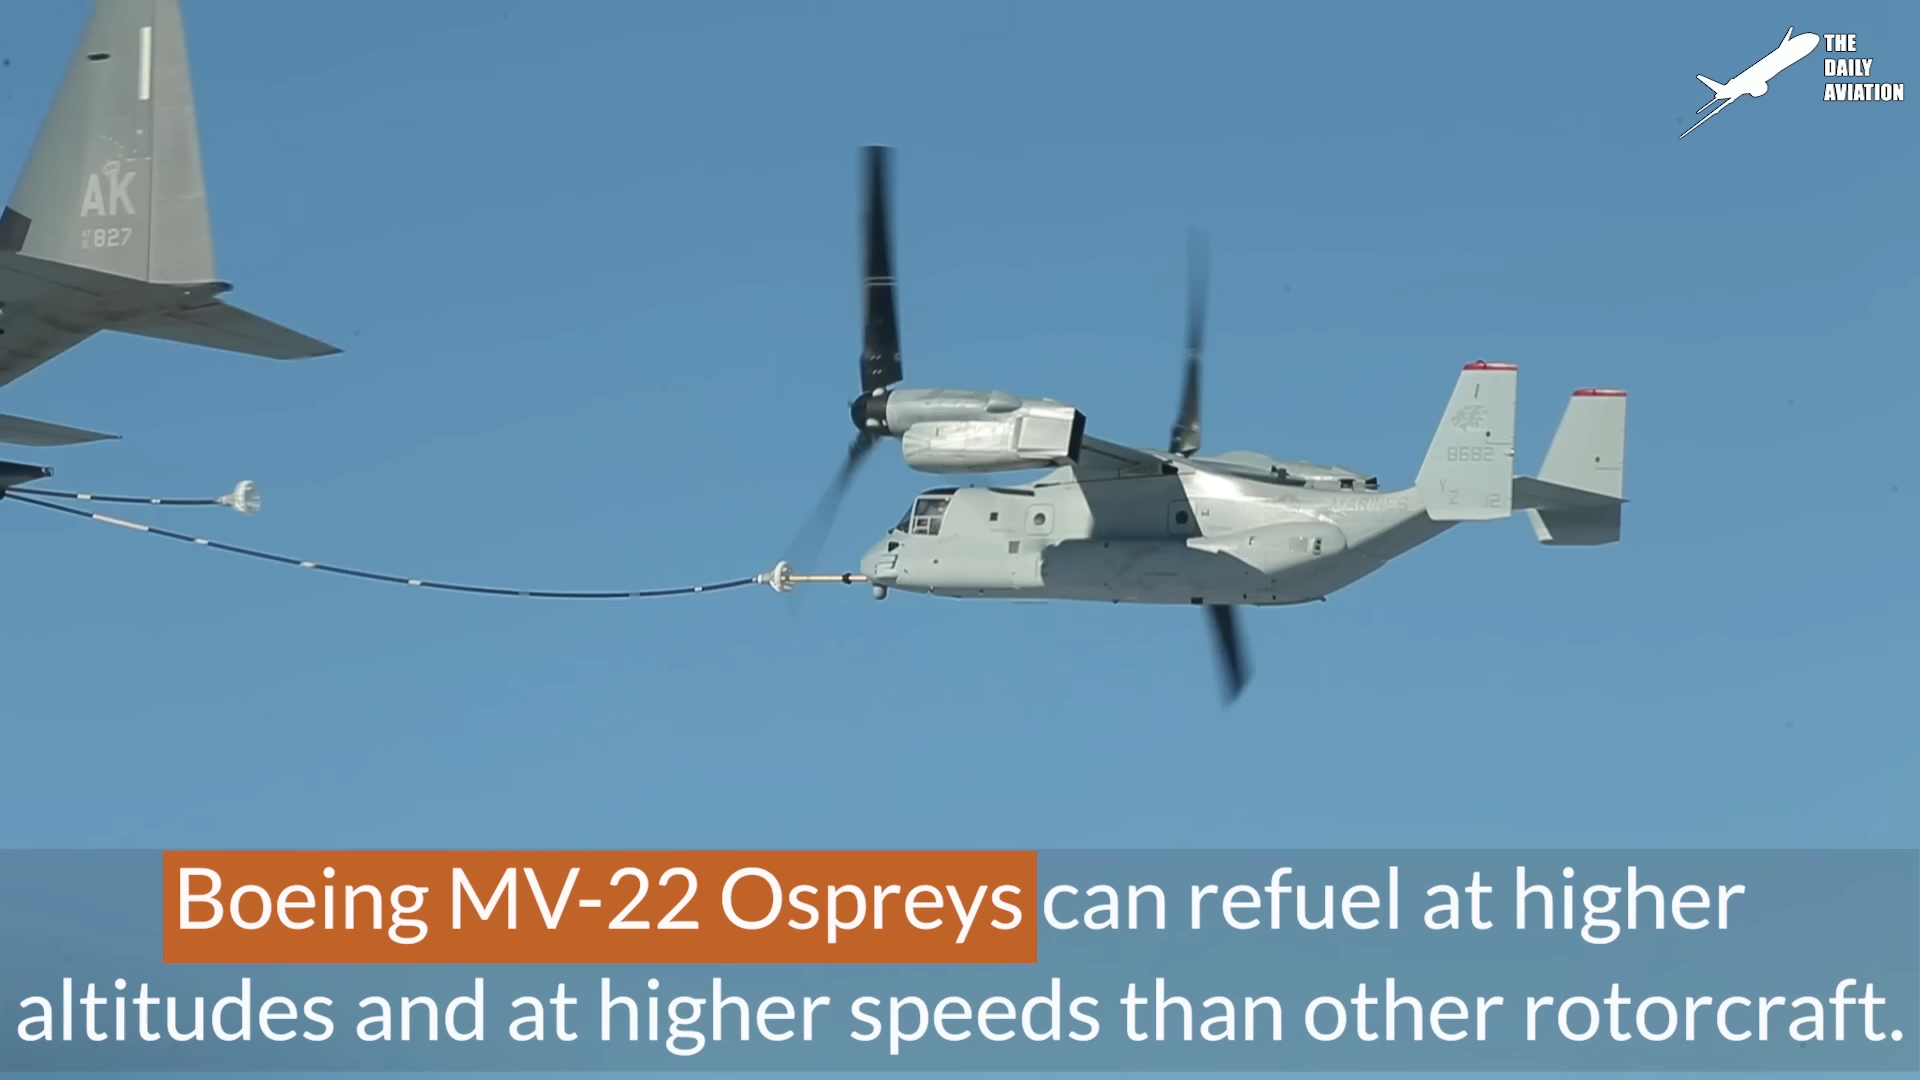 THE
DAILY
AVIATION
AK
827
8682
YZ 12
MARINES
Boeing MV-22 Ospreys can refuel at higher
altitudes and at higher speeds than other rotorcraft.